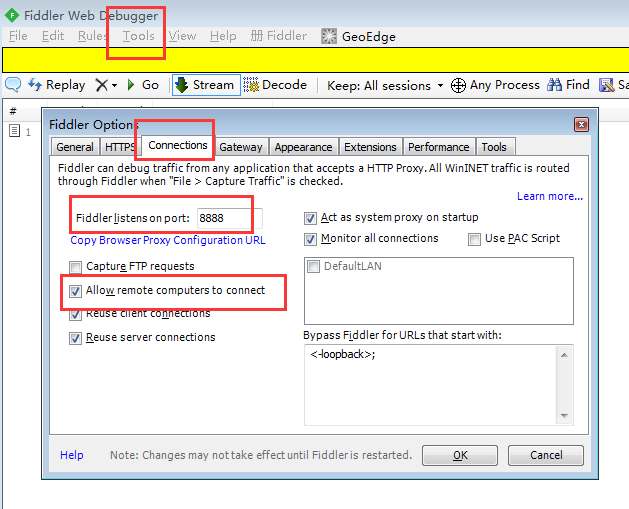 Fiddler Web Debugger
File Edit Rules Tools View Help 册 Fiddler GeoEdge
Replay Go Stream Decode Keep: All sessions Any Process Find Sa
#
1
Fiddler Options
General HTTPS Connections Gateway Appearance Extensions Performance Tools
Fiddler can debug traffic from any application that accepts a HTTP Proxy. All WinINET traffic is routed
through Fiddler when "File > Capture Traffic" is checked.
Learn more...
Fiddler listens on port: 8888
Act as system proxy on startup
Copy Browser Proxy Configuration URL
Monitor all connections Use PAC Script
Capture FTP requests
DefaultLAN
Allow remote computers to connect
Reuse client connections
Reuse server connections
Bypass Fiddler for URLs that start with:
<-loopback>;
Help Note: Changes may not take effect until Fiddler is restarted. OK Cancel